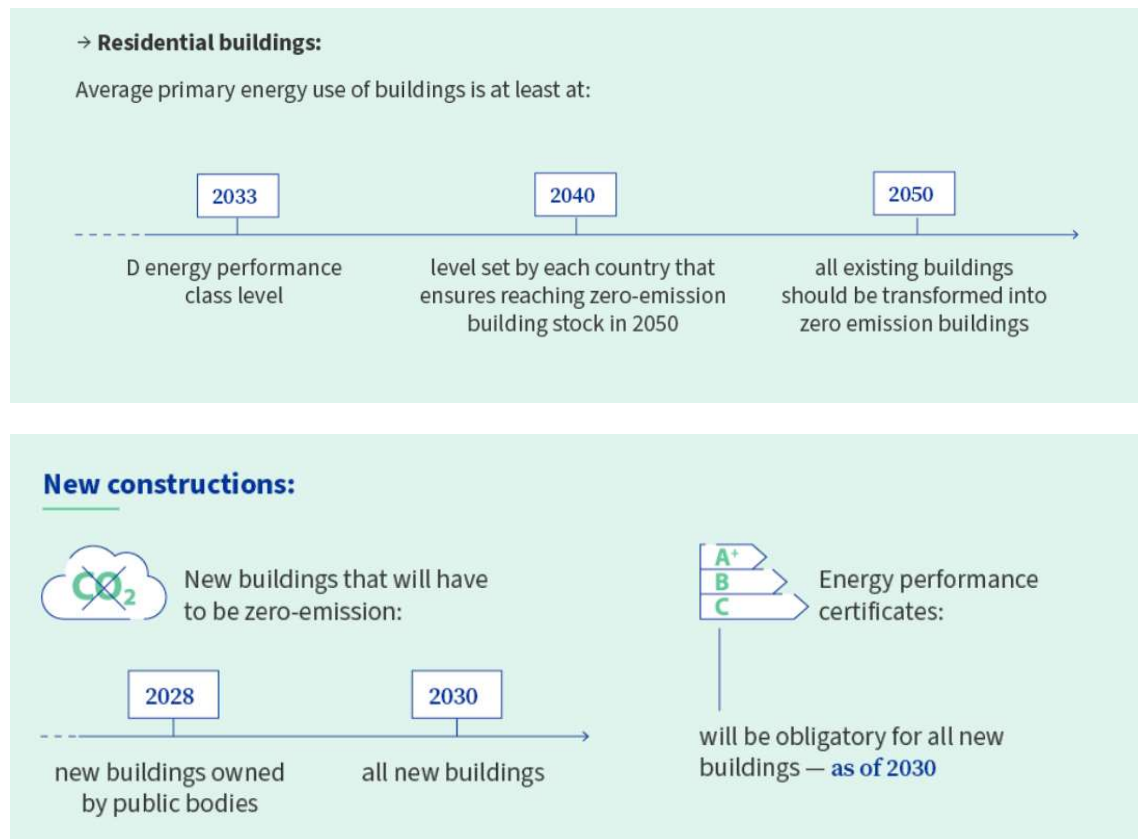 → Residential buildings:
Average primary energy use of buildings is at least at:
2033
D energy performance
class level
2040
level set by each country that
ensures reaching zero-emission
building stock in 2050
2050
all existing buildings
should be transformed into
zero emission buildings
New constructions:
CO₂
New buildings that will have
to be zero-emission:
2028
new buildings owned
by public bodies
2030
all new buildings
A⁺
B
C
Energy performance
certificates:
will be obligatory for all new
buildings — as of 2030